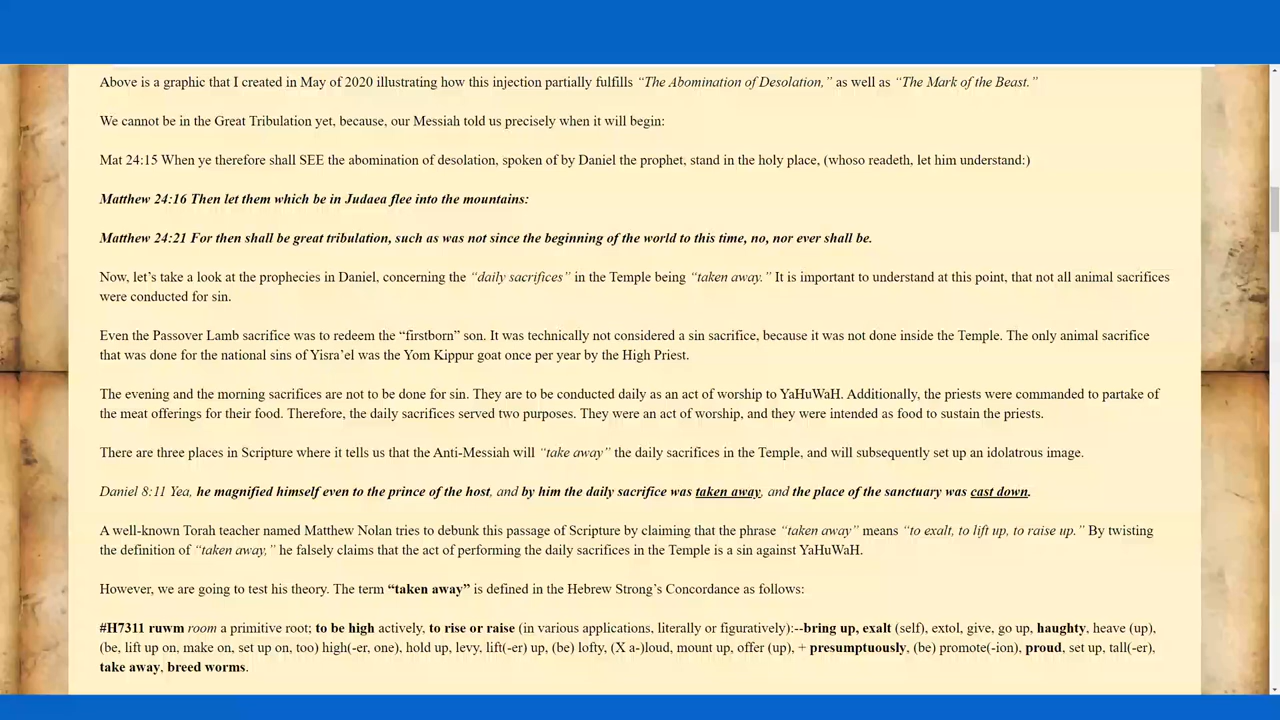 Above is a graphic that I created in May of 2020 illustrating how this injection partially fulfills “The Abomination of Desolation,” as well as “The Mark of the Beast.”
We cannot be in the Great Tribulation yet, because, our Messiah told us precisely when it will begin:
Mat 24:15 When ye therefore shall SEE the abomination of desolation, spoken of by Daniel the prophet, stand in the holy place, (whoso readeth, let him understand:)
Matthew 24:16 Then let them which be in Judaea flee into the mountains:
Matthew 24:21 For then shall be great tribulation, such as was not since the beginning of the world to this time, no, nor ever shall be.
Now, let’s take a look at the prophecies in Daniel, concerning the “daily sacrifices” in the Temple being “taken away.” It is important to understand at this point, that not all animal sacrifices
were conducted for sin.
Even the Passover Lamb sacrifice was to redeem the “firstborn” son. It was technically not considered a sin sacrifice, because it was not done inside the Temple. The only animal sacrifice
that was done for the national sins of Yisra’el was the Yom Kippur goat once per year by the High Priest.
The evening and the morning sacrifices are not to be done for sin. They are to be conducted daily as an act of worship to YaHuWaH. Additionally, the priests were commanded to partake of
the meat offerings for their food. Therefore, the daily sacrifices served two purposes. They were an act of worship, and they were intended as food to sustain the priests.
There are three places in Scripture where it tells us that the Anti-Messiah will “take away” the daily sacrifices in the Temple, and will subsequently set up an idolatrous image.
Daniel 8:11 Yea, he magnified himself even to the prince of the host, and by him the daily sacrifice was taken away, and the place of the sanctuary was cast down.
A well-known Torah teacher named Matthew Nolan tries to debunk this passage of Scripture by claiming that the phrase “taken away” means “to exalt, to lift up, to raise up.” By twisting
the definition of “taken away,” he falsely claims that the act of performing the daily sacrifices in the Temple is a sin against YaHuWaH.
However, we are going to test his theory. The term “taken away” is defined in the Hebrew Strong’s Concordance as follows:
#H7311 ruwm room a primitive root; to be high actively, to rise or raise (in various applications, literally or figuratively):--bring up, exalt (self), extol, give, go up, haughty, heave (up),
(be, lift up on, make on, set up on, too) high(-er, one), hold up, levy, lift(-er) up, (be) lofty, (X a-)loud, mount up, offer (up), + presumptuously, (be) promote(-ion), proud, set up, tall(-er),
take away, breed worms.